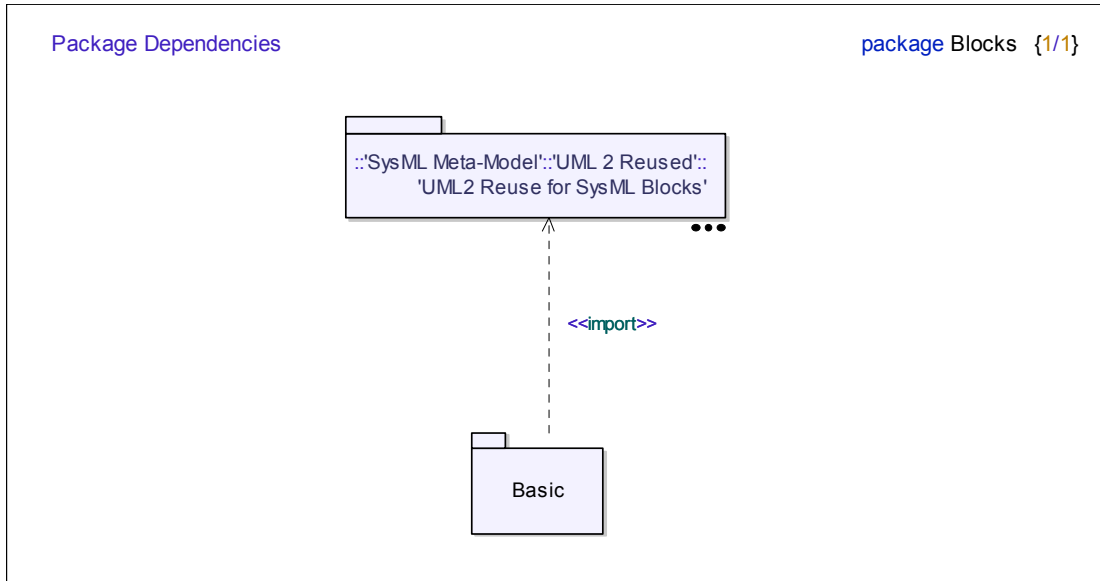 Package Dependencies
package Blocks {1/1}
::'SysML Meta-Model'::'UML 2 Reused'::
'UML2 Reuse for SysML Blocks'
<<import>>
Basic